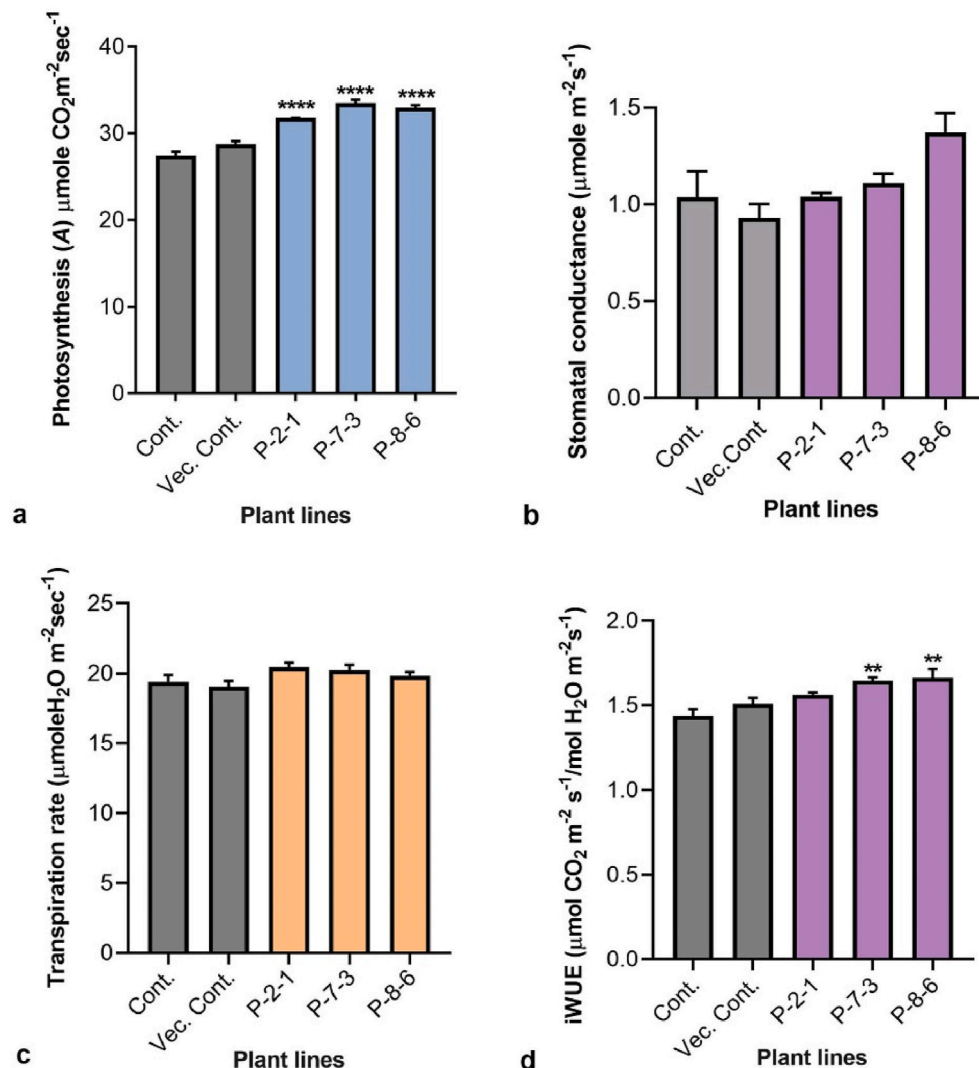 Photosynthesis (A) μmole CO₂m⁻²sec⁻¹
40
30
20
10
0
**** **** ****
Cont. Vec. Cont. P-2-1 P-7-3 P-8-6
Plant lines
a
Stomatal conductance (μmole m⁻²s⁻¹)
1.5
1.0
0.5
0.0
Cont. Vec.Cont P-2-1 P-7-3 P-8-6
Plant lines
b
Transpiration rate (μmoleH₂O m⁻²sec⁻¹)
25
20
15
10
5
0
Cont. Vec. Cont. P-2-1 P-7-3 P-8-6
Plant lines
c
iWUE (μmol CO₂ m⁻² s⁻¹/mol H₂O m⁻²s⁻¹)
2.0
1.5
1.0
0.5
0.0
** **
Cont. Vec. Cont. P-2-1 P-7-3 P-8-6
Plant lines
d